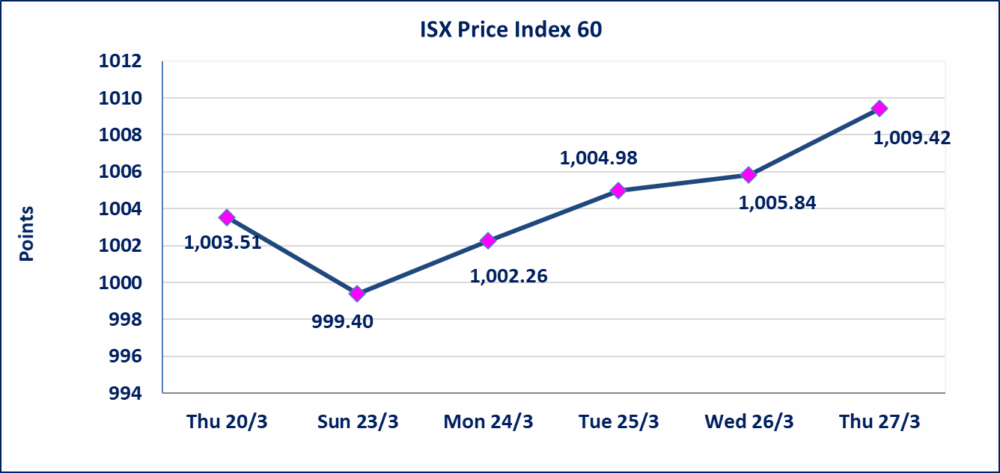 ISX Price Index 60
Points
1012
1010
1008
1006
1004
1002
1000
998
996
994
1,003.51
999.40
1,002.26
1,004.98
1,005.84
1,009.42
Thu 20/3
Sun 23/3
Mon 24/3
Tue 25/3
Wed 26/3
Thu 27/3